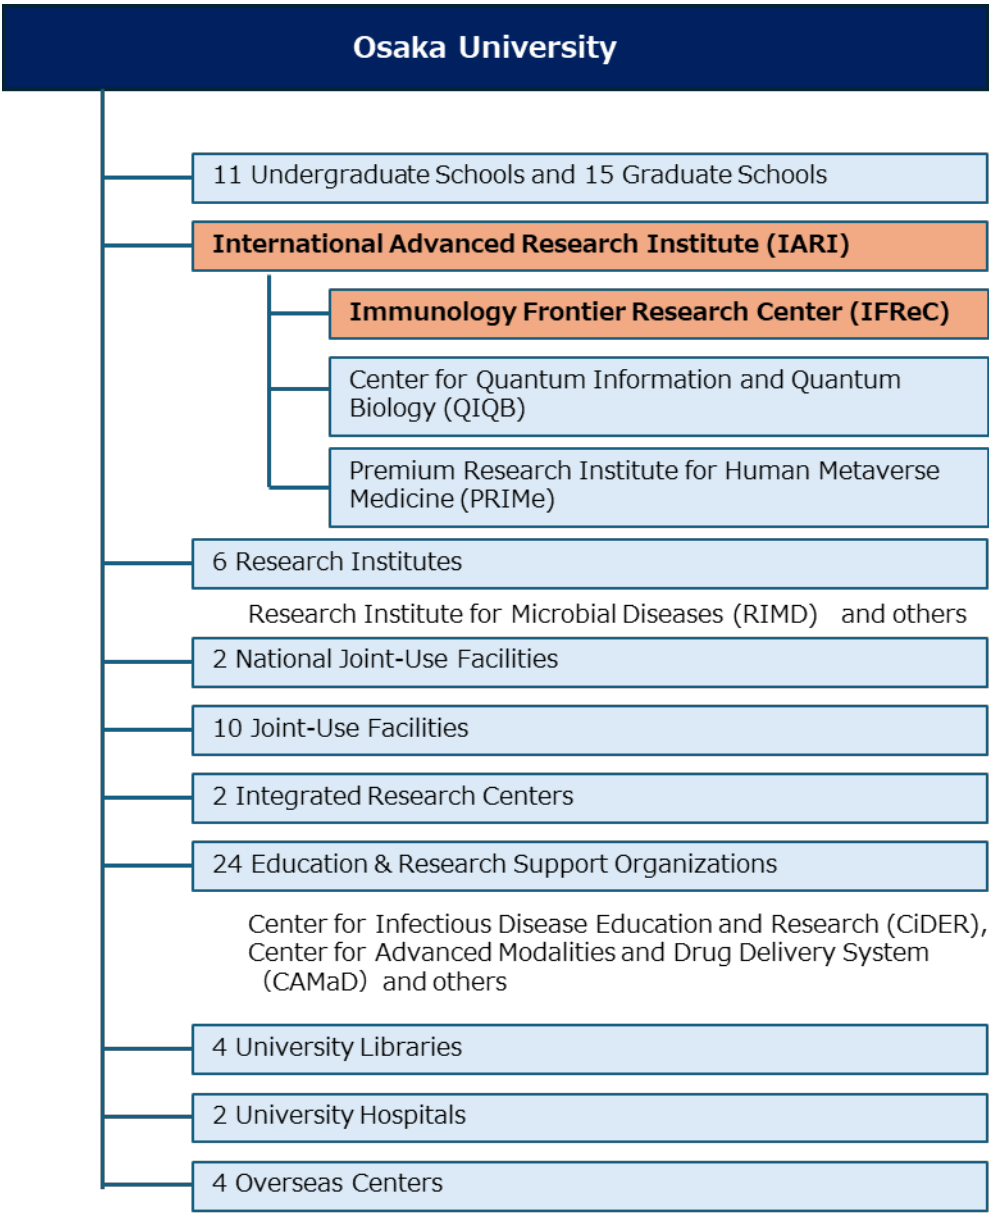 Osaka University
11 Undergraduate Schools and 15 Graduate Schools
International Advanced Research Institute (IARI)
Immunology Frontier Research Center (IFReC)
Center for Quantum Information and Quantum
Biology (QIQB)
Premium Research Institute for Human Metaverse
Medicine (PRIMe)
6 Research Institutes
Research Institute for Microbial Diseases (RIMD)　and others
2 National Joint-Use Facilities
10 Joint-Use Facilities
2 Integrated Research Centers
24 Education & Research Support Organizations
Center for Infectious Disease Education and Research (CiDER),
Center for Advanced Modalities and Drug Delivery System
（CAMaD）and others
4 University Libraries
2 University Hospitals
4 Overseas Centers